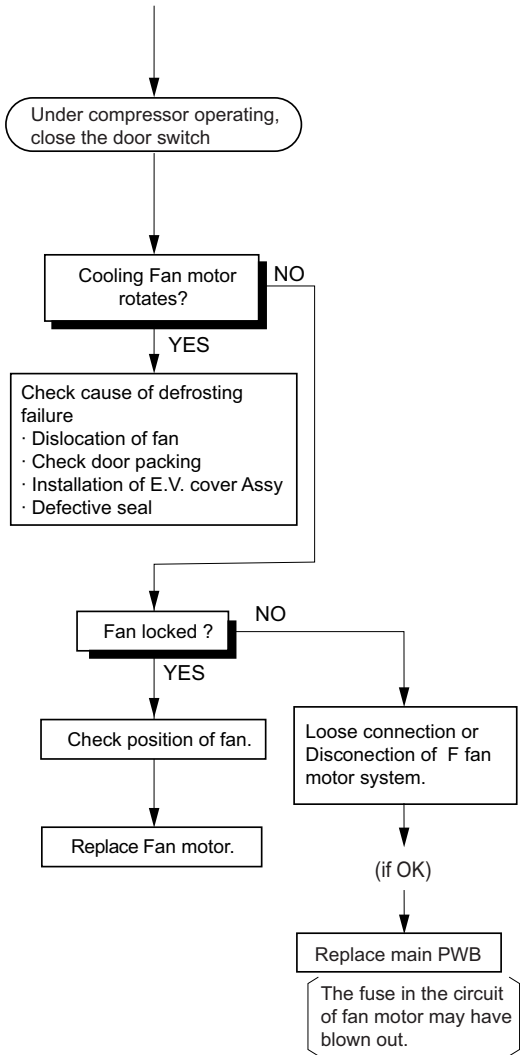 Under compressor operating,
close the door switch
Cooling Fan motor
rotates?
NO
YES
Check cause of defrosting
failure
· Dislocation of fan
· Check door packing
· Installation of E.V. cover Assy
· Defective seal
Fan locked ?
NO
YES
Check position of fan.
Loose connection or
Disconection of F fan
motor system.
Replace Fan motor.
(if OK)
Replace main PWB
The fuse in the circuit
of fan motor may have
blown out.